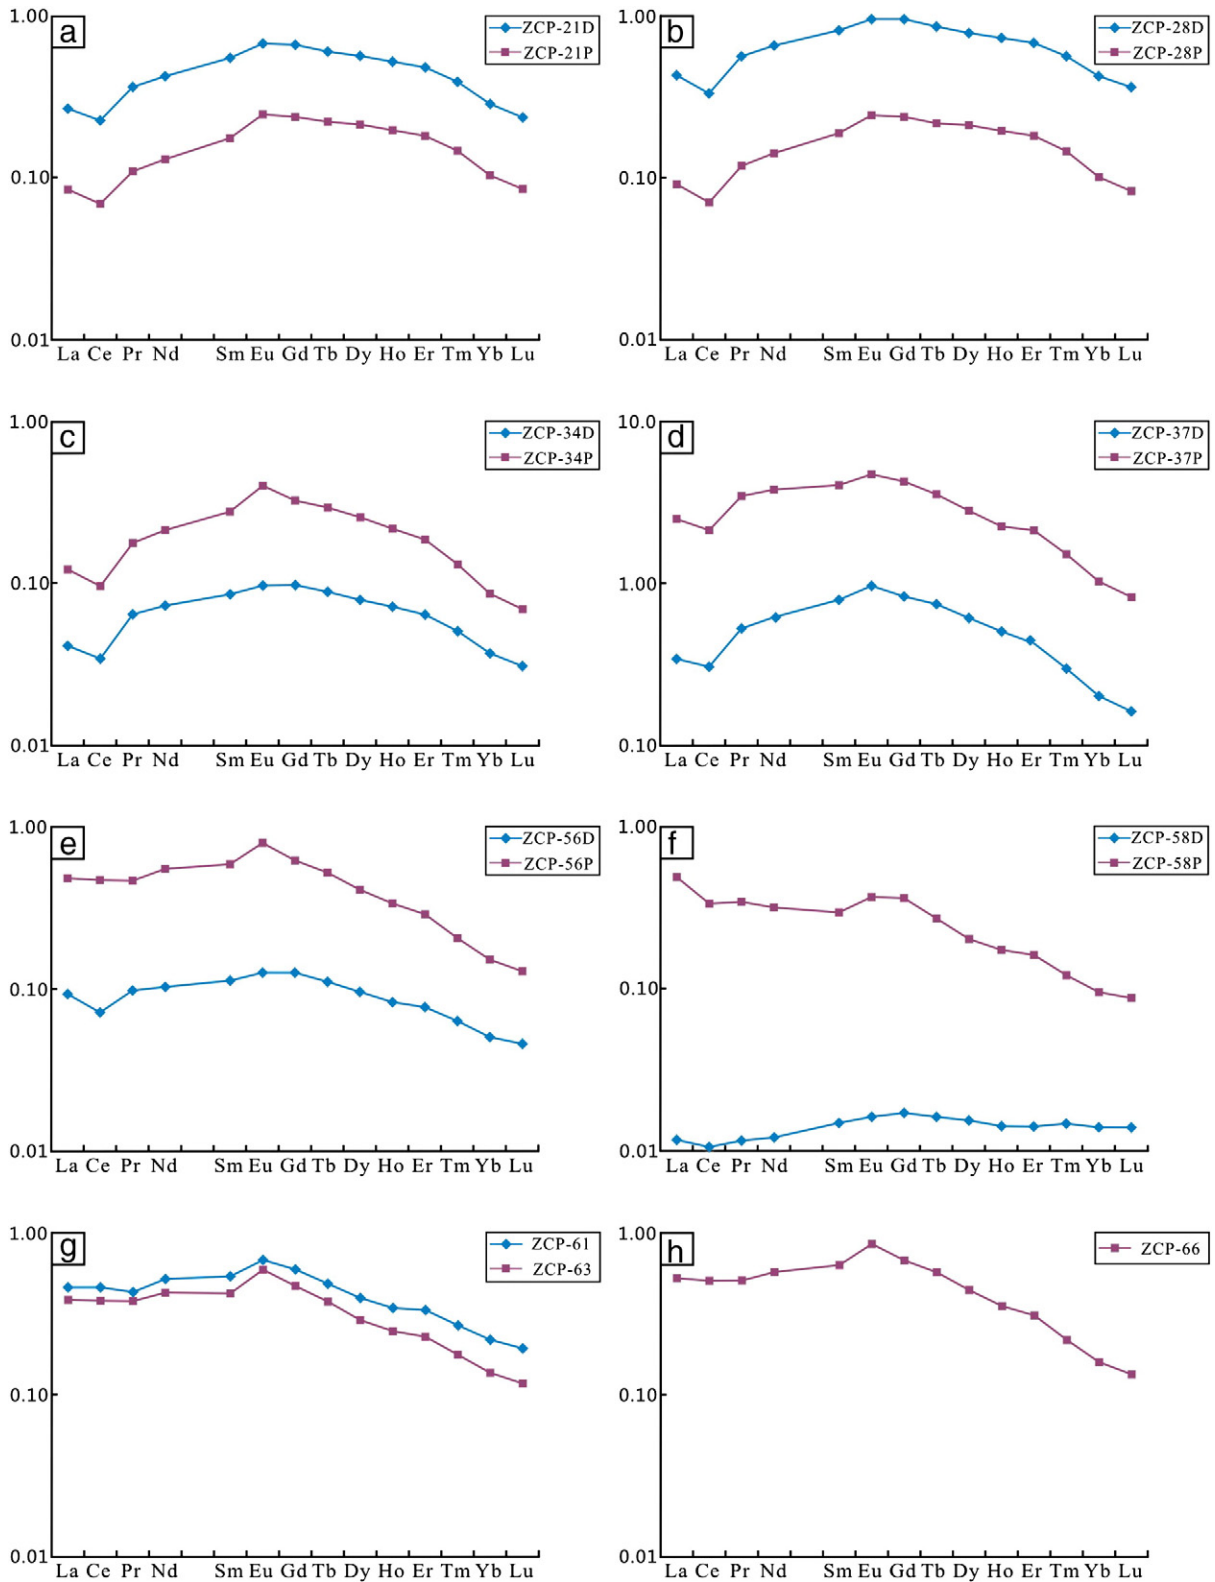 1.00
a
ZCP-21D
ZCP-21P
0.10
0.01
La Ce Pr Nd Sm Eu Gd Tb Dy Ho Er Tm Yb Lu
1.00
b
ZCP-28D
ZCP-28P
0.10
0.01
La Ce Pr Nd Sm Eu Gd Tb Dy Ho Er Tm Yb Lu
1.00
c
ZCP-34D
ZCP-34P
0.10
0.01
La Ce Pr Nd Sm Eu Gd Tb Dy Ho Er Tm Yb Lu
10.0
d
ZCP-37D
ZCP-37P
1.00
0.10
La Ce Pr Nd Sm Eu Gd Tb Dy Ho Er Tm Yb Lu
1.00
e
ZCP-56D
ZCP-56P
0.10
0.01
La Ce Pr Nd Sm Eu Gd Tb Dy Ho Er Tm Yb Lu
1.00
f
ZCP-58D
ZCP-58P
0.10
0.01
La Ce Pr Nd Sm Eu Gd Tb Dy Ho Er Tm Yb Lu
1.00
g
ZCP-61
ZCP-63
0.10
0.01
La Ce Pr Nd Sm Eu Gd Tb Dy Ho Er Tm Yb Lu
1.00
h
ZCP-66
0.10
0.01
La Ce Pr Nd Sm Eu Gd Tb Dy Ho Er Tm Yb Lu